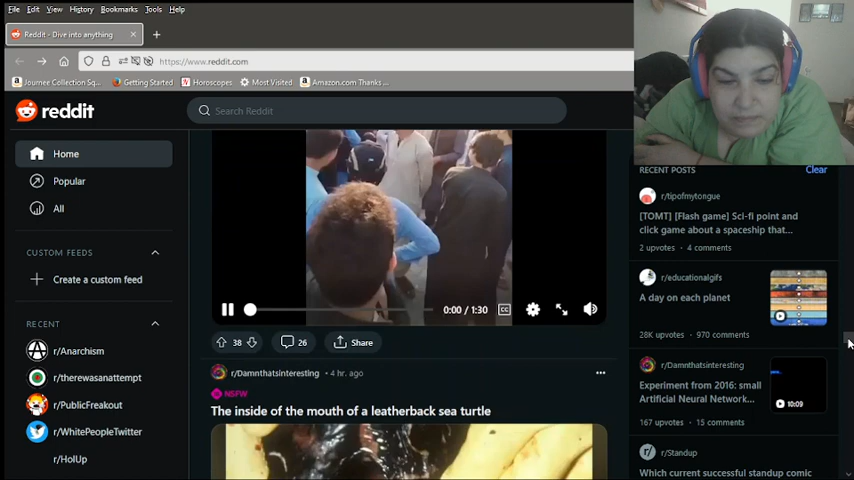 File Edit View History Bookmarks Tools Help
Reddit - Dive into anything
https://www.reddit.com
Journee Collection Sq...
Getting Started
Horoscopes
Most Visited
Amazon.com Thanks ...
reddit
Search Reddit
Home
Popular
All
CUSTOM FEEDS
Create a custom feed
RECENT
r/Anarchism
r/therewasanattempt
r/PublicFreakout
r/WhitePeopleTwitter
r/HolUp
0:00 / 1:30
CC
38
26
Share
r/Damnthatsinteresting • 4 hr. ago
NSFW
The inside of the mouth of a leatherback sea turtle
RECENT POSTS
Clear
r/tipofmytongue
[TOMT] [Flash game] Sci-fi point and
click game about a spaceship that...
2 upvotes • 4 comments
r/educationalgifs
A day on each planet
28K upvotes • 970 comments
r/Damnthatsinteresting
Experiment from 2016: small
Artificial Neural Network...
10:09
167 upvotes • 15 comments
r/Standup
Which current successful standup comic